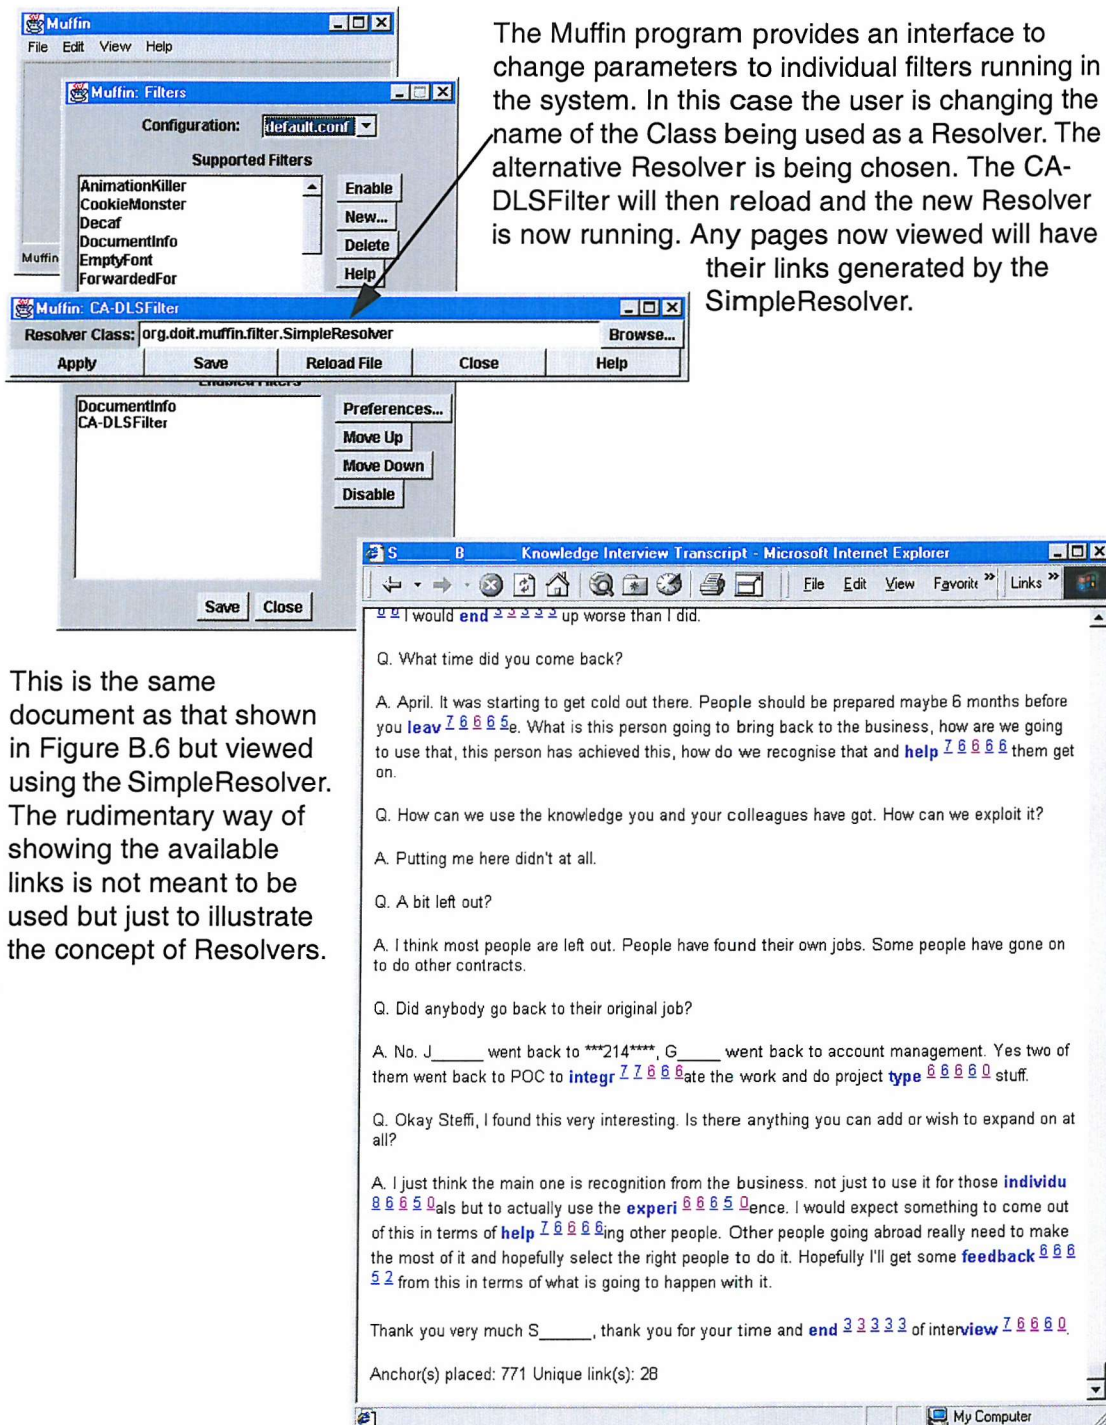 Muffin
File Edit View Help
Muffin: Filters
Configuration: default.conf
Supported Filters
AnimationKiller
CookieMonster
Decaf
DocumentInfo
EmptyFont
ForwardedFor
Enable
New...
Delete
Help
Muffin
The Muffin program provides an interface to
change parameters to individual filters running in
the system. In this case the user is changing the
name of the Class being used as a Resolver. The
alternative Resolver is being chosen. The CA-
DLSFilter will then reload and the new Resolver
is now running. Any pages now viewed will have
their links generated by the
SimpleResolver.
Muffin: CA-DLSFilter
Resolver Class: org.doit.muffin.filter.SimpleResolver Browse...
Apply Save Reload File Close Help
Enabled Filters
DocumentInfo
CA-DLSFilter
Preferences...
Move Up
Move Down
Disable
Save Close
This is the same
document as that shown
in Figure B.6 but viewed
using the SimpleResolver.
The rudimentary way of
showing the available
links is not meant to be
used but just to illustrate
the concept of Resolvers.
S______ B______ Knowledge Interview Transcript - Microsoft Internet Explorer
File Edit View Favorite » Links »
I would end 3 3 3 3 3 up worse than I did.
Q. What time did you come back?
A. April. It was starting to get cold out there. People should be prepared maybe 6 months before
you leav 7 6 6 6 5e. What is this person going to bring back to the business, how are we going
to use that, this person has achieved this, how do we recognise that and help 7 6 6 6 6 them get
on.
Q. How can we use the knowledge you and your colleagues have got. How can we exploit it?
A. Putting me here didn't at all.
Q. A bit left out?
A. I think most people are left out. People have found their own jobs. Some people have gone on
to do other contracts.
Q. Did anybody go back to their original job?
A. No. J______ went back to ***214****, G_____ went back to account management. Yes two of
them went back to POC to integr 7 7 6 6 6ate the work and do project type 6 6 6 6 0 stuff.
Q. Okay Steffi, I found this very interesting. Is there anything you can add or wish to expand on at
all?
A. I just think the main one is recognition from the business. not just to use it for those individu
8 6 6 5 0als but to actually use the experi 6 6 6 5 0ence. I would expect something to come out
of this in terms of help 7 6 6 6 6ing other people. Other people going abroad really need to make
the most of it and hopefully select the right people to do it. Hopefully I'll get some feedback 6 6 6
5 2 from this in terms of what is going to happen with it.
Thank you very much S______, thank you for your time and end 3 3 3 3 3 of interview 7 6 6 6 0.
Anchor(s) placed: 771 Unique link(s): 28
My Computer